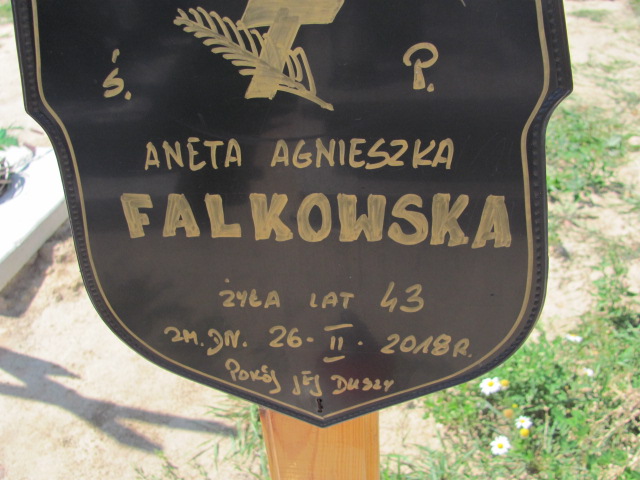 Ś. P.
ANETA AGNIESZKA
FALKOWSKA
ŻYŁA LAT 43
ZM. DN. 26. II. 2018 R.
POKÓJ JEJ DUSZY